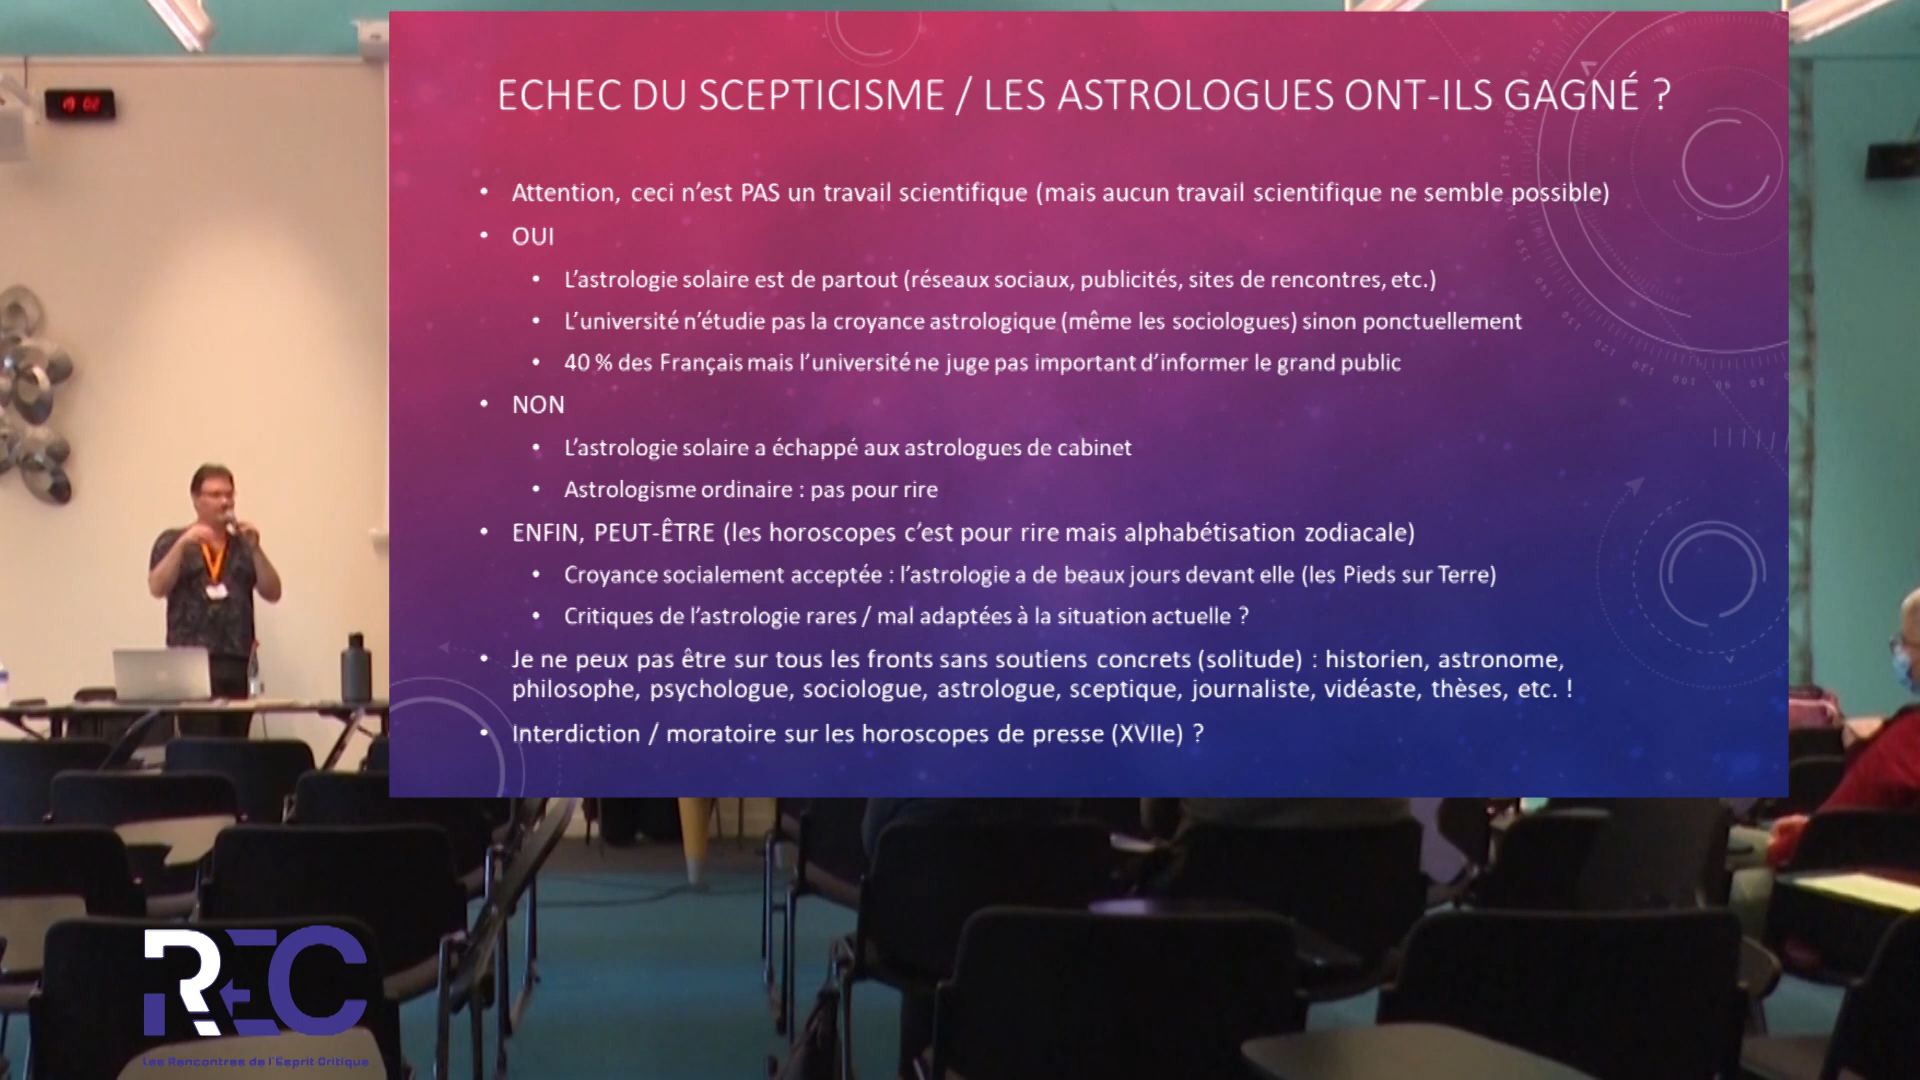 ECHEC DU SCEPTICISME / LES ASTROLOGUES ONT-ILS GAGNÉ ?
• Attention, ceci n'est PAS un travail scientifique (mais aucun travail scientifique ne semble possible)
• OUI
• L'astrologie solaire est de partout (réseaux sociaux, publicités, sites de rencontres, etc.)
• L'université n'étudie pas la croyance astrologique (même les sociologues) sinon ponctuellement
• 40 % des Français mais l'université ne juge pas important d'informer le grand public
• NON
• L'astrologie solaire a échappé aux astrologues de cabinet
• Astrologisme ordinaire : pas pour rire
• ENFIN, PEUT-ÊTRE (les horoscopes c'est pour rire mais alphabétisation zodiacale)
• Croyance socialement acceptée : l'astrologie a de beaux jours devant elle (les Pieds sur Terre)
• Critiques de l'astrologie rares / mal adaptées à la situation actuelle ?
• Je ne peux pas être sur tous les fronts sans soutiens concrets (solitude) : historien, astronome,
philosophe, psychologue, sociologue, astrologue, sceptique, journaliste, vidéaste, thèses, etc. !
• Interdiction / moratoire sur les horoscopes de presse (XVIIe) ?
REC
Les Rencontres de l'Esprit Critique